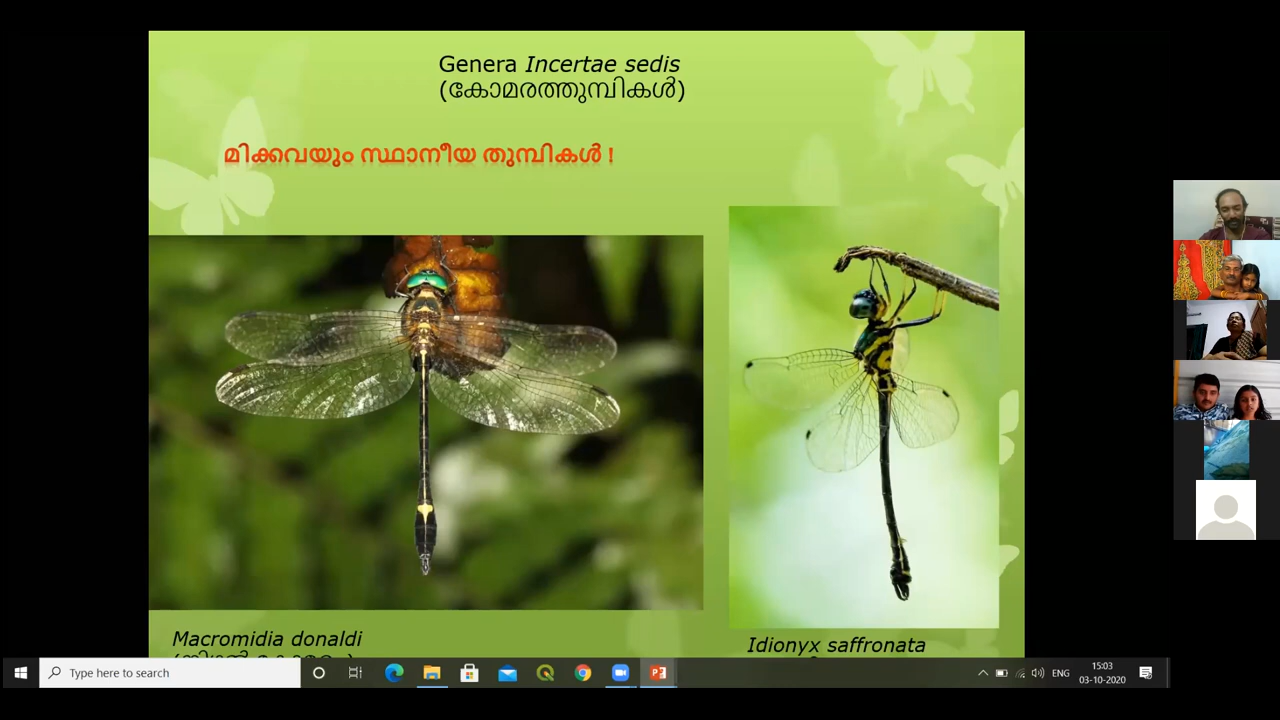 Genera Incertae sedis
(കോമരത്തുമ്പികൾ)
മിക്കവയും സ്ഥാനീയ തുമ്പികൾ !
Macromidia donaldi
Idionyx saffronata
Type here to search
ENG
15:03
03-10-2020